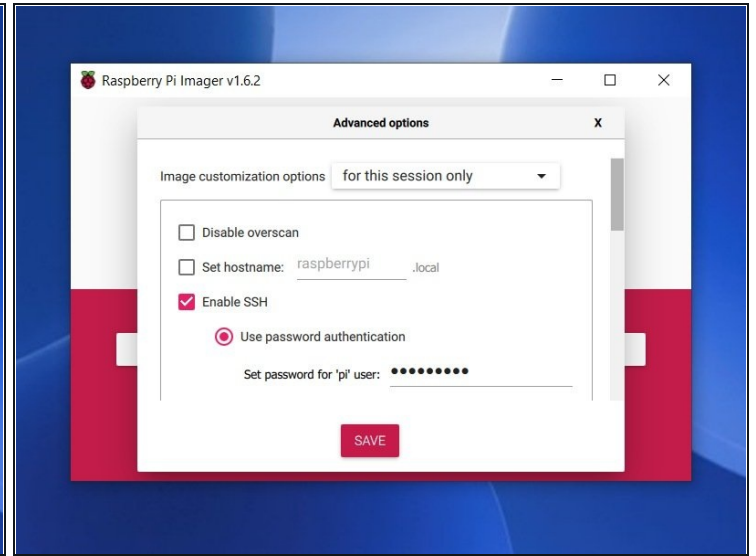 Raspberry Pi Imager v1.6.2
Advanced options X
Image customization options for this session only
Disable overscan
Set hostname: raspberrypi .local
Enable SSH
Use password authentication
Set password for 'pi' user: •••••••••
SAVE